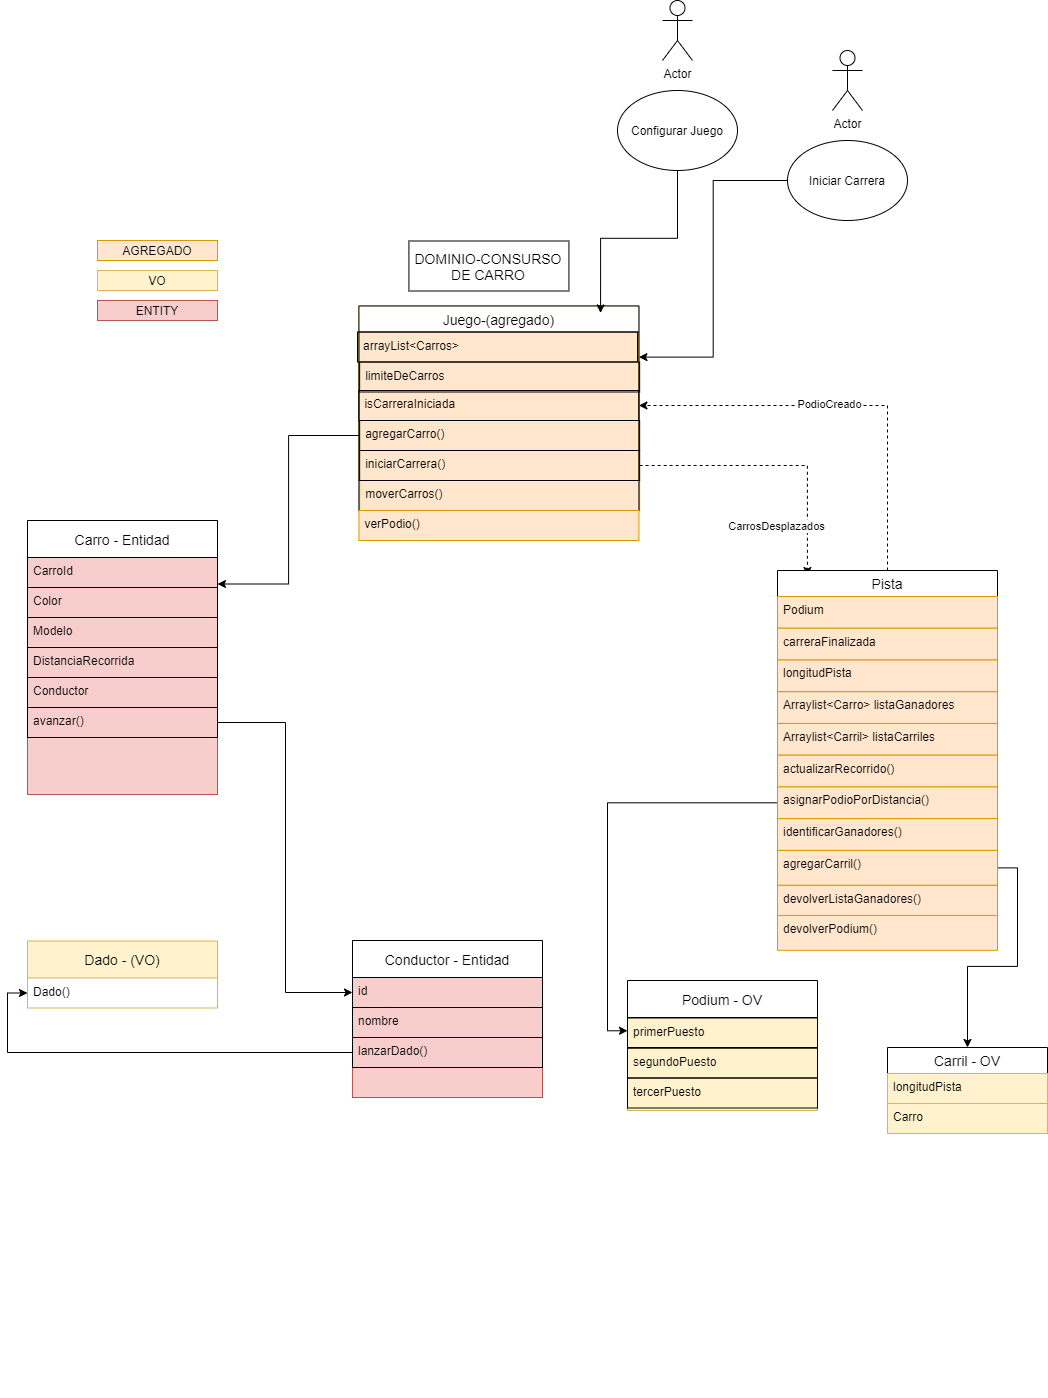 Actor
Configurar Juego
Actor
Iniciar Carrera
AGREGADO
VO
ENTITY
DOMINIO-CONSURSO
DE CARRO
Juego-(agregado)
arrayList<Carros>
limiteDeCarros
isCarreraIniciada
agregarCarro()
iniciarCarrera()
moverCarros()
verPodio()
PodioCreado
CarrosDesplazados
Carro - Entidad
CarroId
Color
Modelo
DistanciaRecorrida
Conductor
avanzar()
Pista
Podium
carreraFinalizada
longitudPista
Arraylist<Carro> listaGanadores
Arraylist<Carril> listaCarriles
actualizarRecorrido()
asignarPodioPorDistancia()
identificarGanadores()
agregarCarril()
devolverListaGanadores()
devolverPodium()
Dado - (VO)
Dado()
Conductor - Entidad
id
nombre
lanzarDado()
Podium - OV
primerPuesto
segundoPuesto
tercerPuesto
Carril - OV
longitudPista
Carro